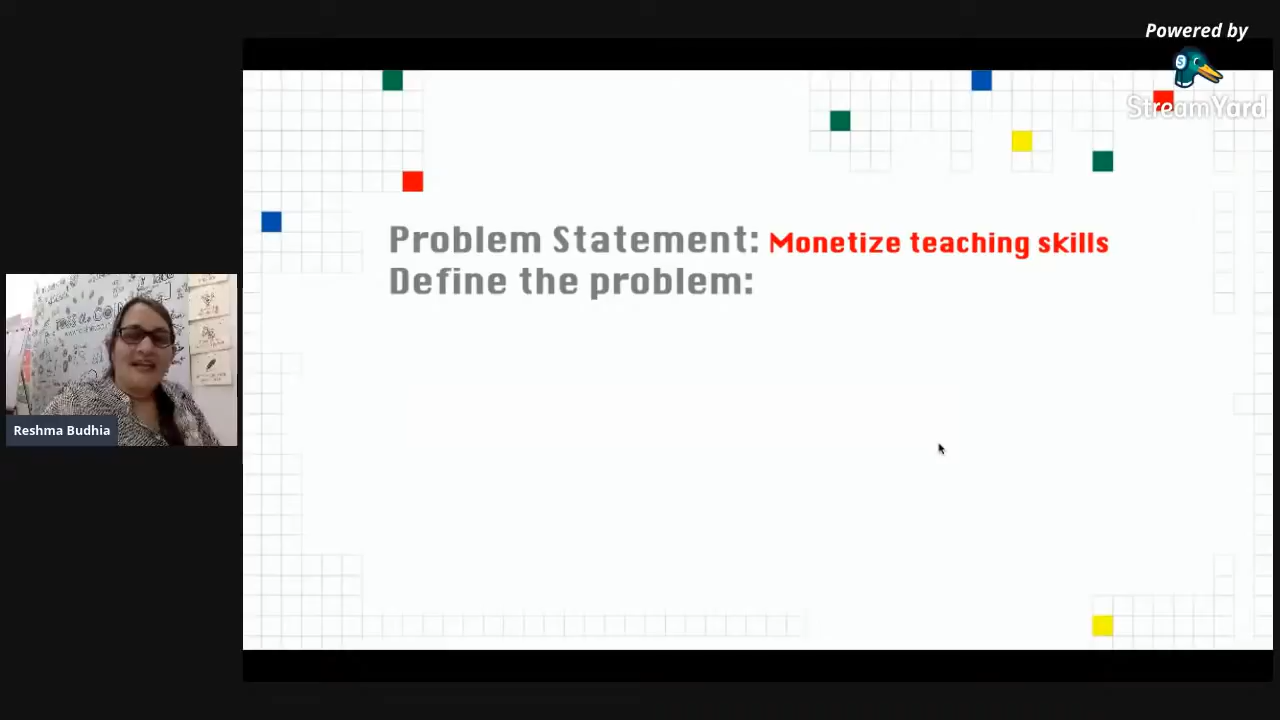 Powered by
StreamYard
Problem Statement: Monetize teaching skills
Define the problem:
Reshma Budhia